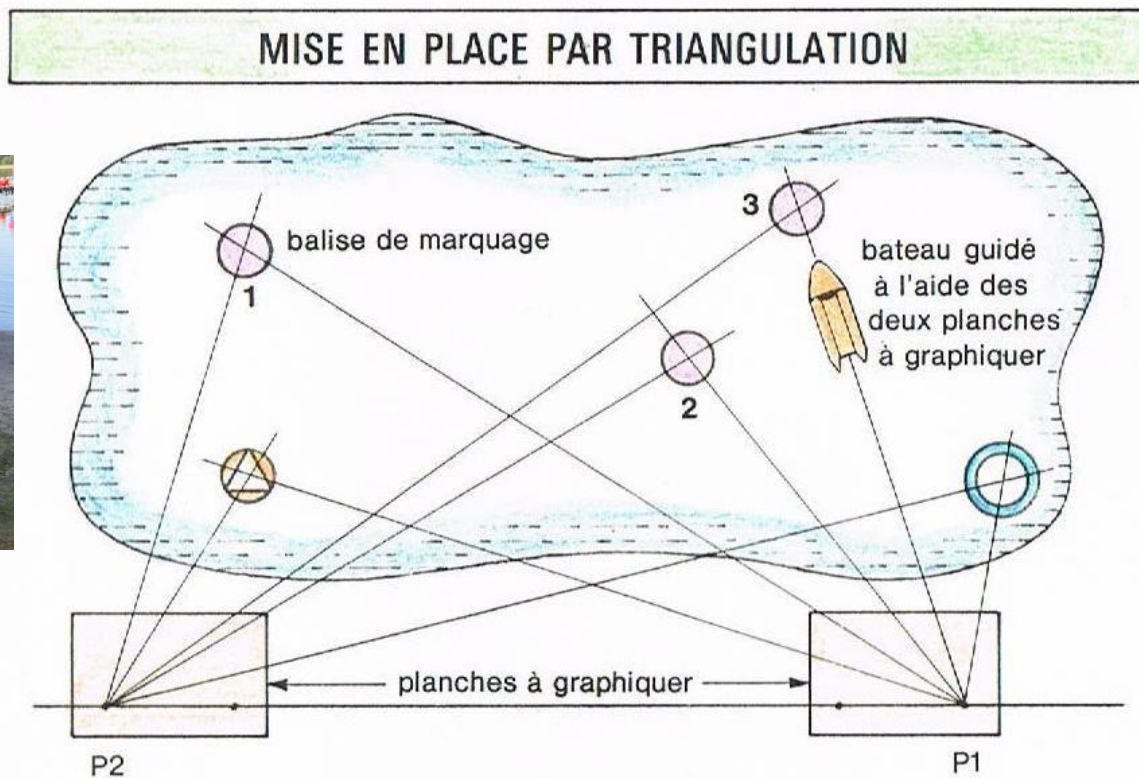 MISE EN PLACE PAR TRIANGULATION
3
balise de marquage
1
bateau guidé
à l'aide des
deux planches
à graphiquer
2
planches à graphiquer
P2
P1